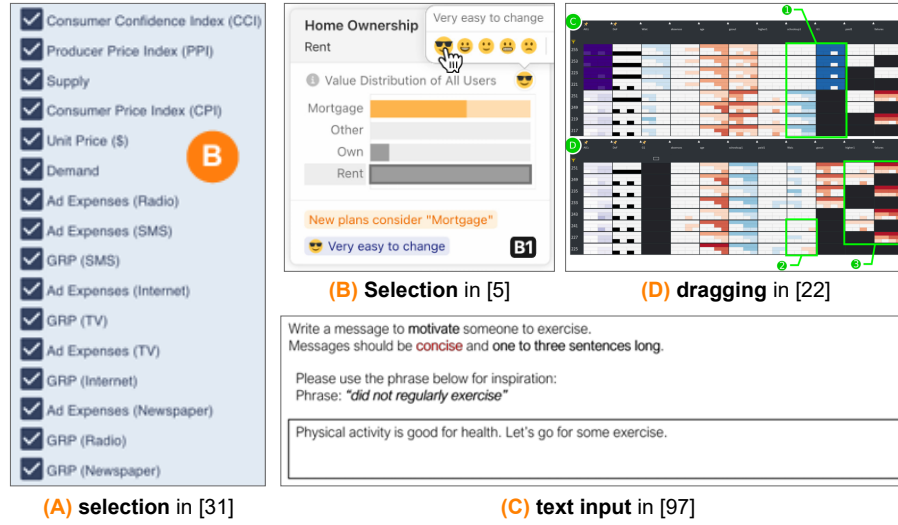 Consumer Confidence Index (CCI)
Producer Price Index (PPI)
Supply
Consumer Price Index (CPI)
Unit Price ($)
Demand
Ad Expenses (Radio)
Ad Expenses (SMS)
GRP (SMS)
Ad Expenses (Internet)
GRP (TV)
Ad Expenses (TV)
GRP (Internet)
Ad Expenses (Newspaper)
GRP (Radio)
GRP (Newspaper)
B
(A) selection in [31]
Home Ownership
Rent
Very easy to change
Value Distribution of All Users
Mortgage
Other
Own
Rent
New plans consider "Mortgage"
Very easy to change
B1
(B) Selection in [5]
C
1
D
2
3
(D) dragging in [22]
Write a message to motivate someone to exercise.
Messages should be concise and one to three sentences long.
Please use the phrase below for inspiration:
Phrase: "did not regularly exercise"
Physical activity is good for health. Let's go for some exercise.
(C) text input in [97]